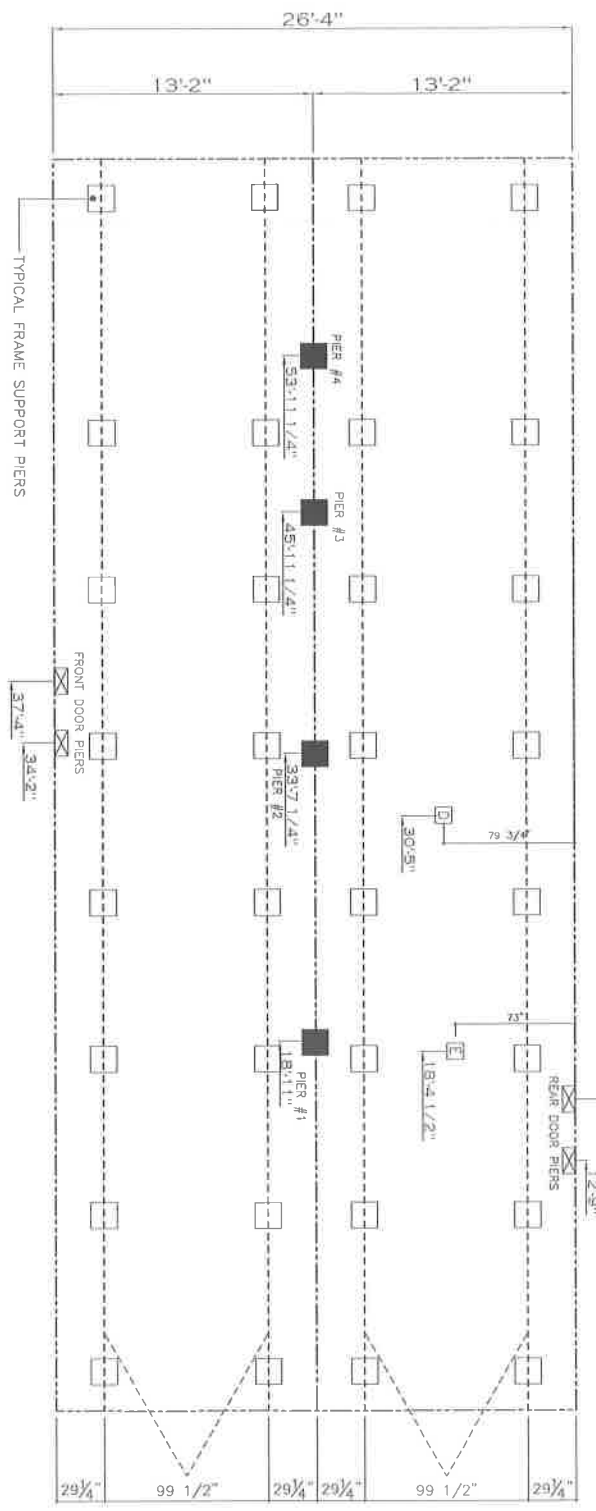 26'-4"
13'-2"
13'-2"
TYPICAL FRAME SUPPORT PIERS
PIER #4
53'-11 1/4"
PIER #3
45'-11 1/4"
FRONT DOOR PIERS
37'-4"
34'-2"
33'-7 1/4"
PIER #2
D
30'-5"
79 3/4"
73"
E
18'-4 1/2"
18'-11"
PIER #1
REAR DOOR PIERS
12'-9"
29¼"
99 1/2"
29¼"
29¼"
99 1/2"
29¼"